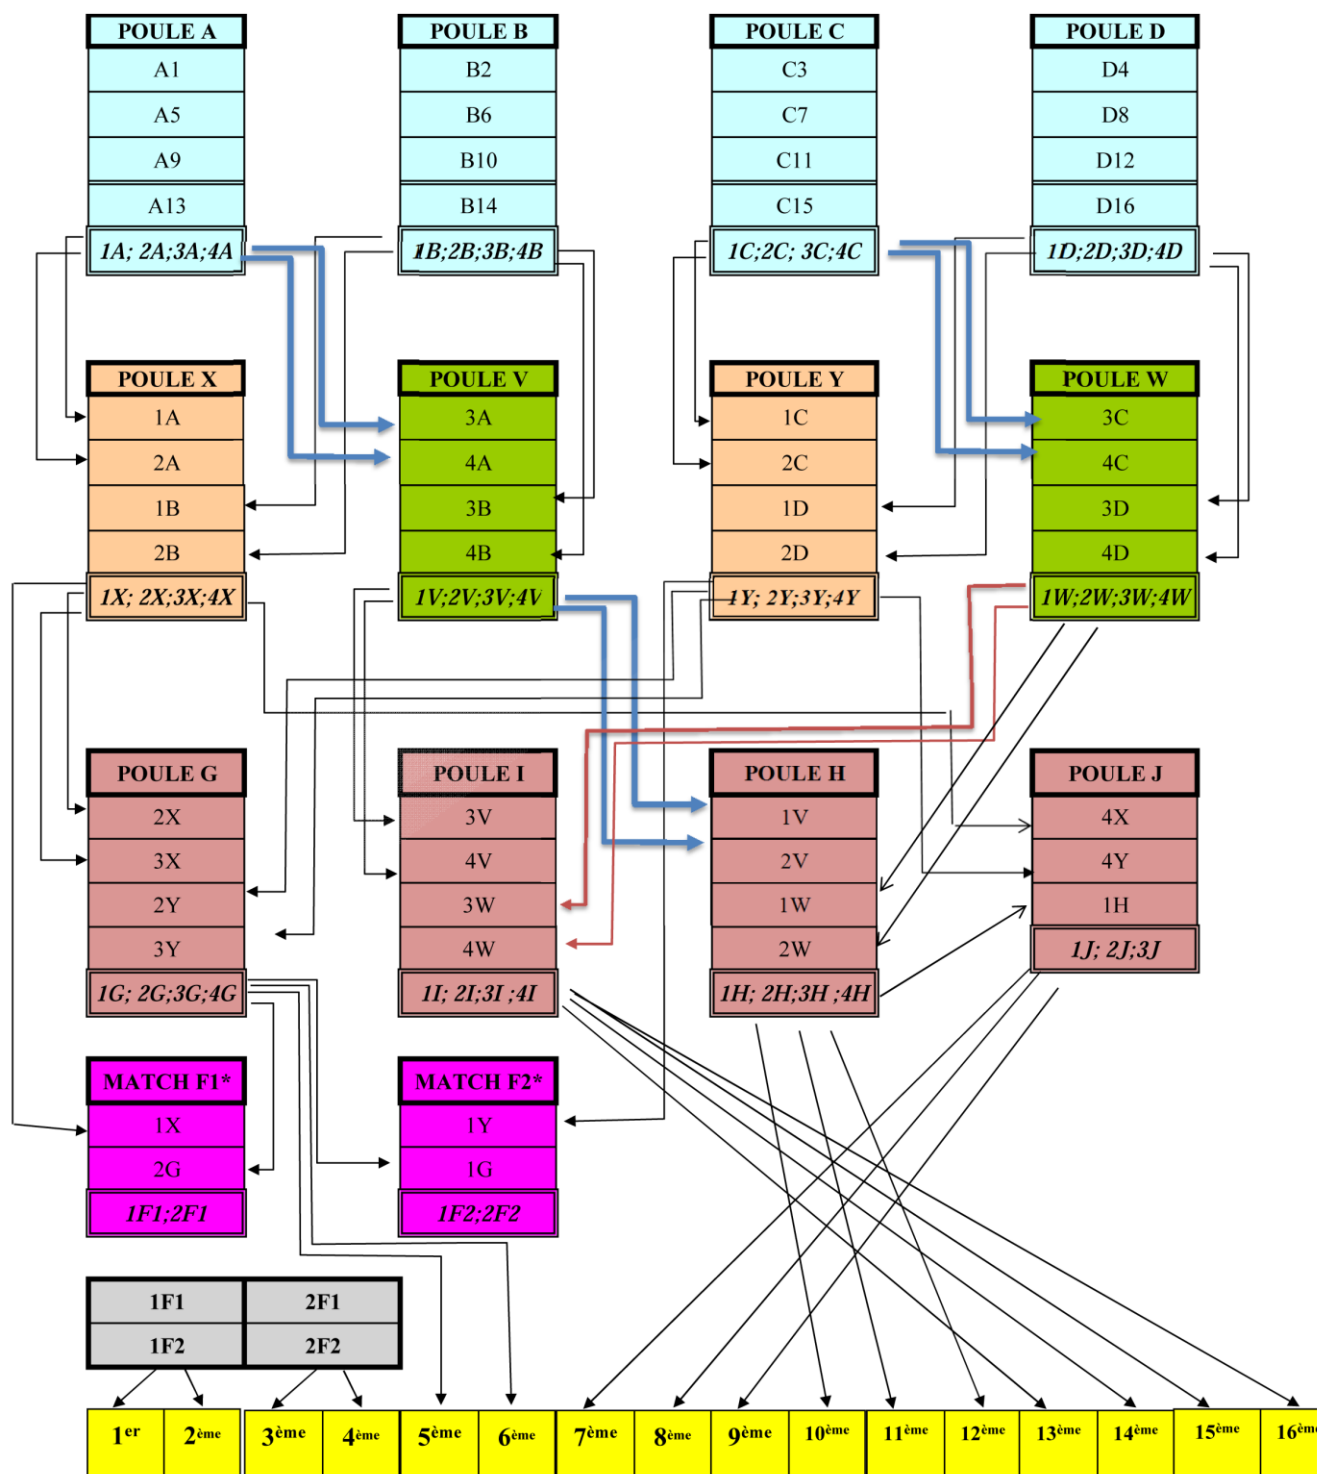 POULE A POULE B POULE C POULE D
A1 B2 C3 D4
A5 B6 C7 D8
A9 B10 C11 D12
A13 B14 C15 D16
1A; 2A;3A;4A 1B;2B;3B;4B 1C;2C; 3C;4C 1D;2D;3D;4D
POULE X POULE V POULE Y POULE W
1A 3A 1C 3C
2A 4A 2C 4C
1B 3B 1D 3D
2B 4B 2D 4D
1X; 2X;3X;4X 1V;2V;3V;4V 1Y; 2Y;3Y;4Y 1W;2W;3W;4W
POULE G POULE I POULE H POULE J
2X 3V 1V 4X
3X 4V 2V 4Y
2Y 3W 1W 1H
3Y 4W 2W 1J; 2J;3J
1G; 2G;3G;4G 1I; 2I;3I ;4I 1H; 2H;3H ;4H
MATCH F1* MATCH F2*
1X 1Y
2G 1G
1F1;2F1 1F2;2F2
1F1 2F1
1F2 2F2
1er 2ème 3ème 4ème 5ème 6ème 7ème 8ème 9ème 10ème 11ème 12ème 13ème 14ème 15ème 16ème